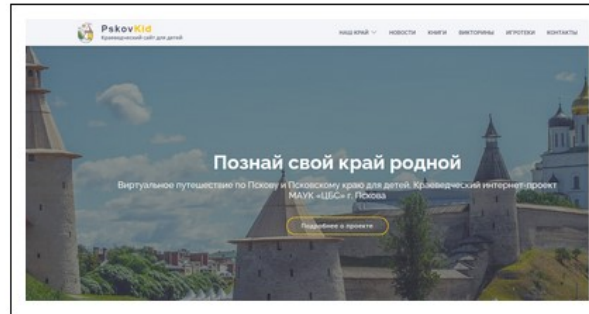 PskovKid
Краеведческий сайт для детей
НАШ КРАЙ НОВОСТИ КНИГИ ВИКТОРИНЫ ИГРОТЕКИ КОНТАКТЫ
Познай свой край родной
Виртуальное путешествие по Пскову и Псковскому краю для детей. Краеведческий интернет-проект
МАУК «ЦБС» г. Пскова
Подробнее о проекте